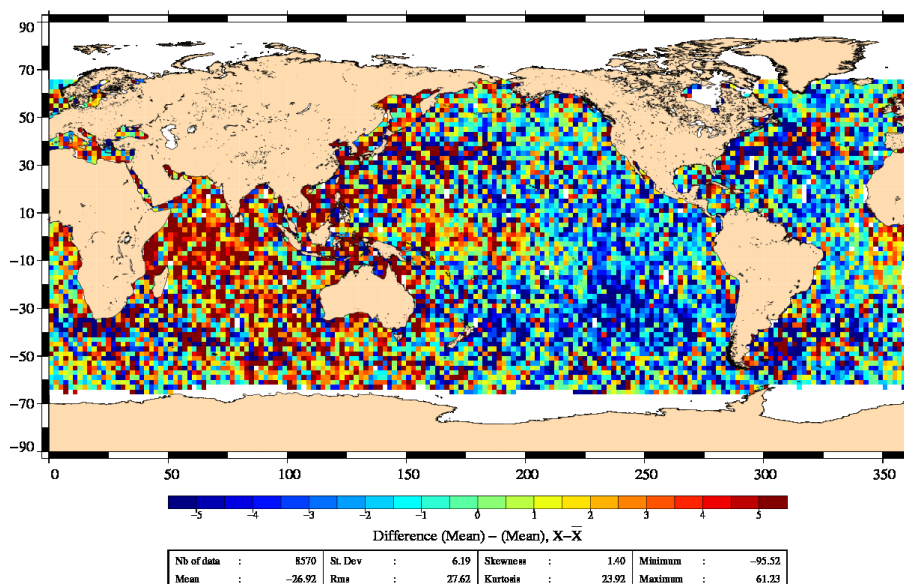 90
70
50
30
10
−10
−30
−50
−70
−90
0 50 100 150 200 250 300 350
−5 −4 −3 −2 −1 0 1 2 3 4 5
Difference (Mean) − (Mean), X−X̅
Nb of data : 8570 St. Dev : 6.19 Skewness : 1.40 Minimum : −95.52
Mean : −26.92 Rms : 27.62 Kurtosis : 23.92 Maximum : 61.23